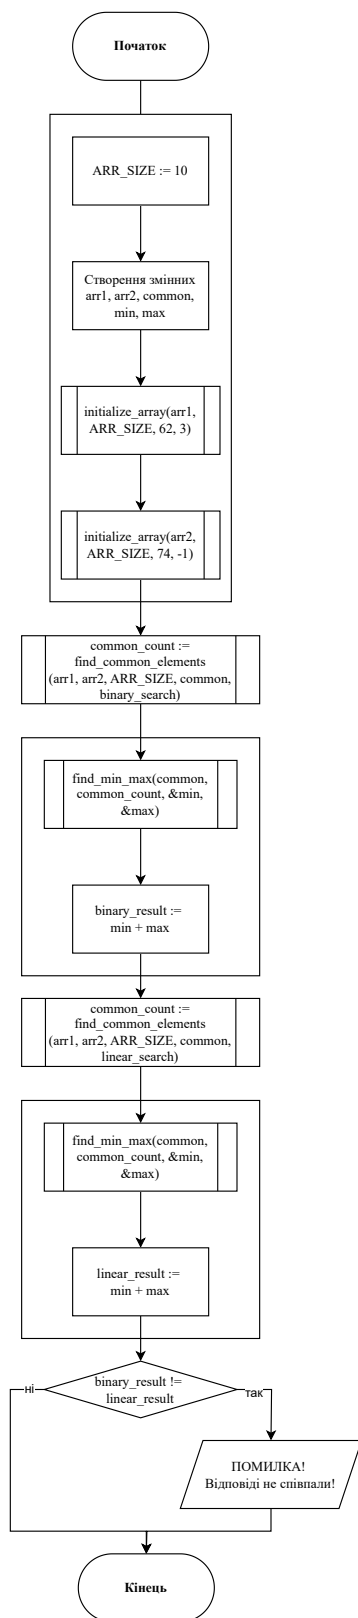 Початок
ARR_SIZE := 10
Створення змінних
arr1, arr2, common,
min, max
initialize_array(arr1,
ARR_SIZE, 62, 3)
initialize_array(arr2,
ARR_SIZE, 74, -1)
common_count :=
find_common_elements
(arr1, arr2, ARR_SIZE, common,
binary_search)
find_min_max(common,
common_count, &min,
&max)
binary_result :=
min + max
common_count :=
find_common_elements
(arr1, arr2, ARR_SIZE, common,
linear_search)
find_min_max(common,
common_count, &min,
&max)
linear_result :=
min + max
ні
binary_result !=
linear_result
так
ПОМИЛКА!
Відповіді не співпали!
Кінець